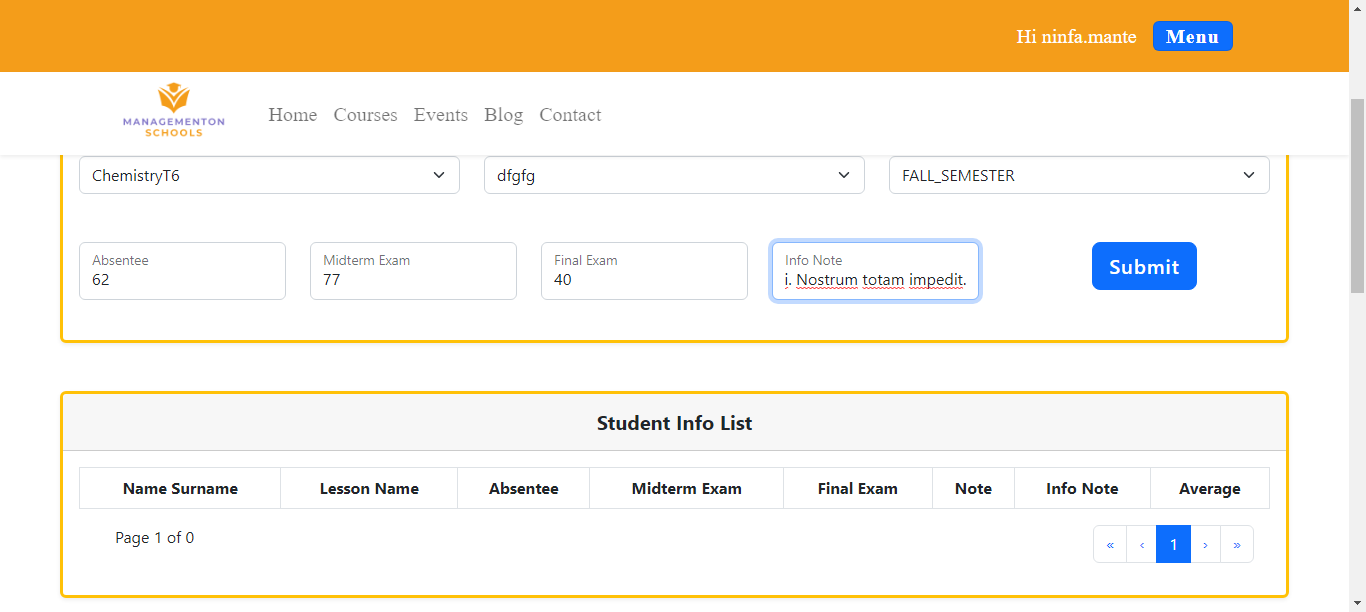 Hi ninfa.mante Menu
MANAGEMENTON
SCHOOLS
Home Courses Events Blog Contact
ChemistryT6 dfgfg FALL_SEMESTER
Absentee Midterm Exam Final Exam Info Note
62 77 40 i. Nostrum totam impedit.
Submit
Student Info List
Name Surname Lesson Name Absentee Midterm Exam Final Exam Note Info Note Average
Page 1 of 0 « ‹ 1 › »